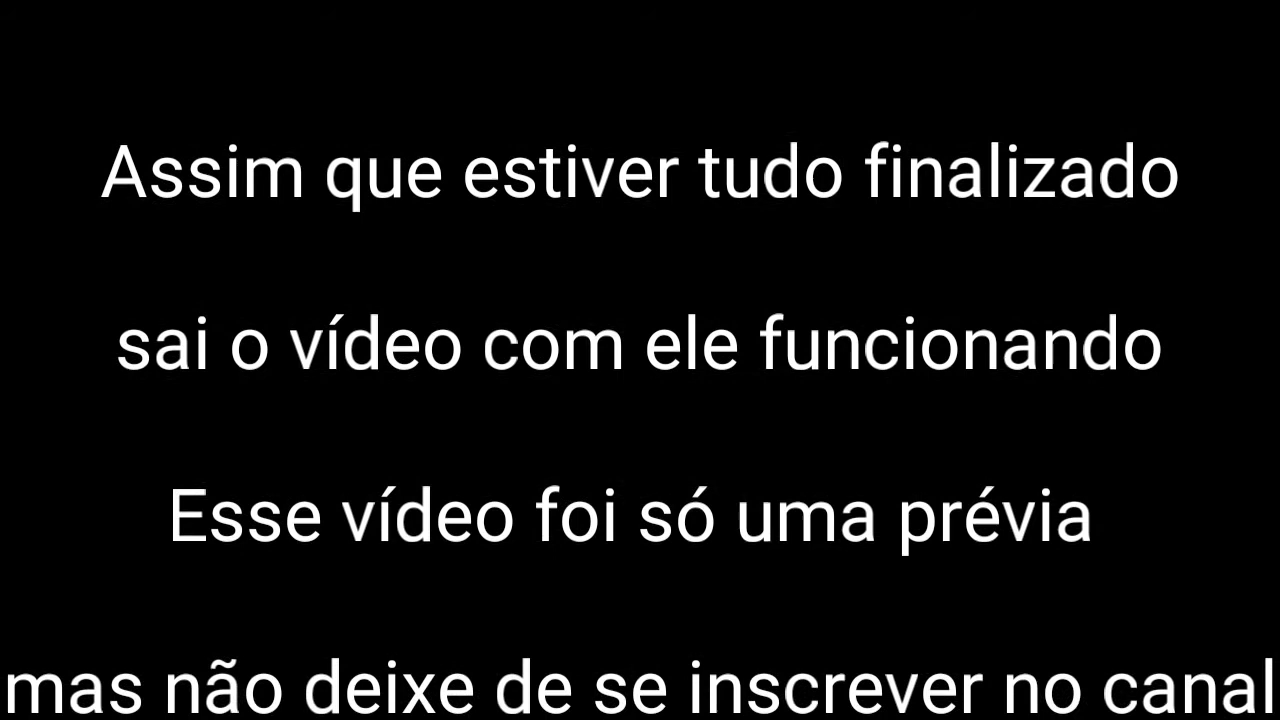 Assim que estiver tudo finalizado
sai o vídeo com ele funcionando
Esse vídeo foi só uma prévia
mas não deixe de se inscrever no canal